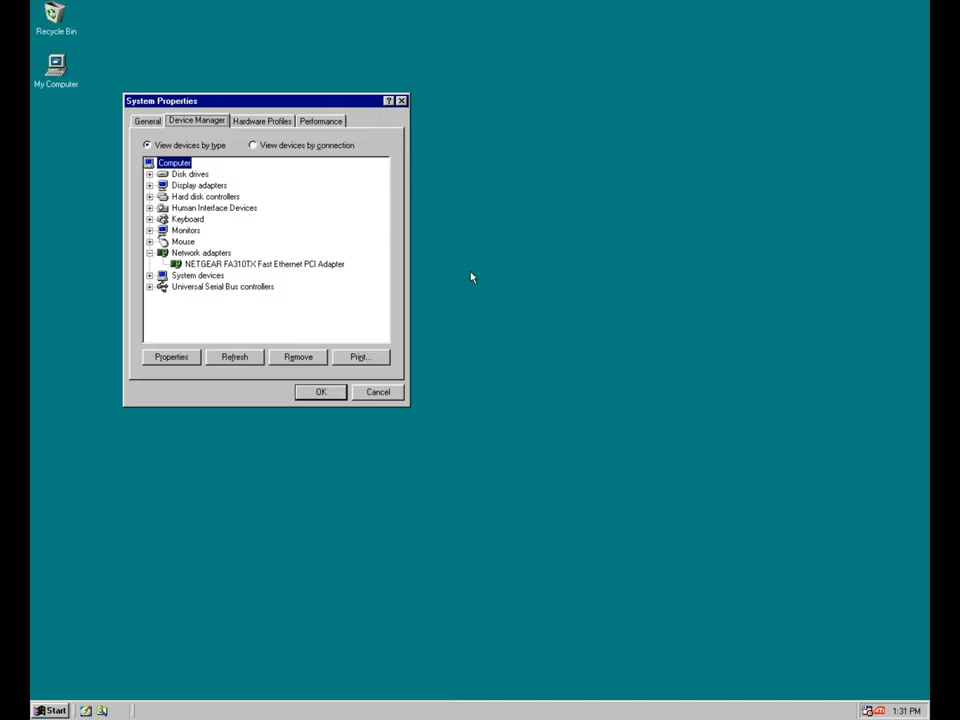 Recycle Bin
My Computer
System Properties
General
Device Manager
Hardware Profiles
Performance
View devices by type
View devices by connection
Computer
Disk drives
Display adapters
Hard disk controllers
Human Interface Devices
Keyboard
Monitors
Mouse
Network adapters
NETGEAR FA310TX Fast Ethernet PCI Adapter
System devices
Universal Serial Bus controllers
Properties
Refresh
Remove
Print...
OK
Cancel
Start
1:31 PM